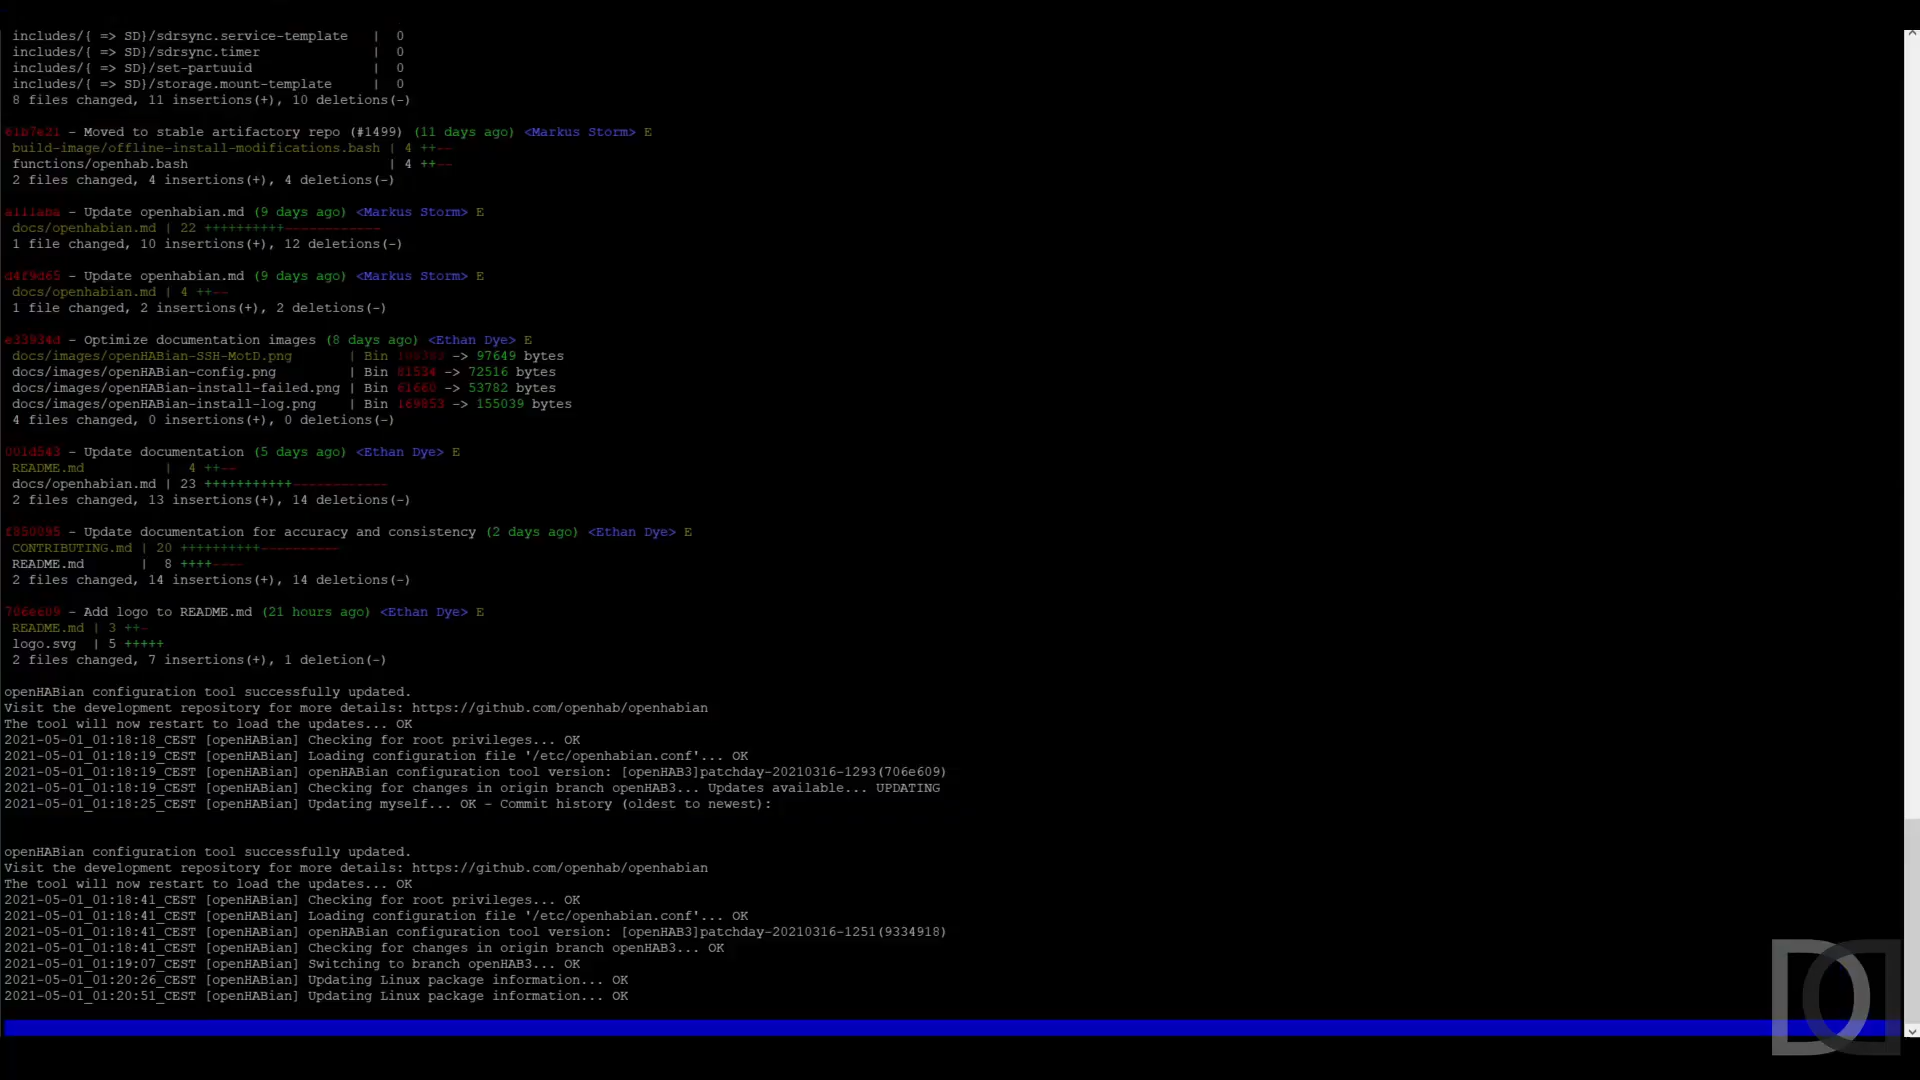 includes/{ => SD}/sdrsync.service-template | 0
includes/{ => SD}/sdrsync.timer | 0
includes/{ => SD}/set-partuuid | 0
includes/{ => SD}/storage.mount-template | 0
8 files changed, 11 insertions(+), 10 deletions(-)
61b7e21 - Moved to stable artifactory repo (#1499) (11 days ago) <Markus Storm> E
build-image/offline-install-modifications.bash | 4 ++--
functions/openhab.bash | 4 ++--
2 files changed, 4 insertions(+), 4 deletions(-)
- Update openhabian.md (9 days ago) <Markus Storm> E
docs/openhabian.md | 22 ++++++++++------------
1 file changed, 10 insertions(+), 12 deletions(-)
d4f9d65 - Update openhabian.md (9 days ago) <Markus Storm> E
docs/openhabian.md | 4 ++--
1 file changed, 2 insertions(+), 2 deletions(-)
e33934d - Optimize documentation images (8 days ago) <Ethan Dye> E
docs/images/openHABian-SSH-MotD.png | Bin -> 97649 bytes
docs/images/openHABian-config.png | Bin 81534 -> 72516 bytes
docs/images/openHABian-install-failed.png | Bin 61660 -> 53782 bytes
docs/images/openHABian-install-log.png | Bin 169853 -> 155039 bytes
4 files changed, 0 insertions(+), 0 deletions(-)
001d543 - Update documentation (5 days ago) <Ethan Dye> E
README.md | 4 ++--
docs/openhabian.md | 23 +++++++++++------------
2 files changed, 13 insertions(+), 14 deletions(-)
f850095 - Update documentation for accuracy and consistency (2 days ago) <Ethan Dye> E
CONTRIBUTING.md | 20 ++++++++++----------
README.md | 8 ++++----
2 files changed, 14 insertions(+), 14 deletions(-)
706e609 - Add logo to README.md (21 hours ago) <Ethan Dye> E
README.md | 3 ++-
logo.svg | 5 +++++
2 files changed, 7 insertions(+), 1 deletion(-)
openHABian configuration tool successfully updated.
Visit the development repository for more details: https://github.com/openhab/openhabian
The tool will now restart to load the updates... OK
2021-05-01_01:18:18_CEST [openHABian] Checking for root privileges... OK
2021-05-01_01:18:19_CEST [openHABian] Loading configuration file '/etc/openhabian.conf'... OK
2021-05-01_01:18:19_CEST [openHABian] openHABian configuration tool version: [openHAB3]patchday-20210316-1293(706e609)
2021-05-01_01:18:19_CEST [openHABian] Checking for changes in origin branch openHAB3... Updates available... UPDATING
2021-05-01_01:18:25_CEST [openHABian] Updating myself... OK - Commit history (oldest to newest):
openHABian configuration tool successfully updated.
Visit the development repository for more details: https://github.com/openhab/openhabian
The tool will now restart to load the updates... OK
2021-05-01_01:18:41_CEST [openHABian] Checking for root privileges... OK
2021-05-01_01:18:41_CEST [openHABian] Loading configuration file '/etc/openhabian.conf'... OK
2021-05-01_01:18:41_CEST [openHABian] openHABian configuration tool version: [openHAB3]patchday-20210316-1251(9334918)
2021-05-01_01:18:41_CEST [openHABian] Checking for changes in origin branch openHAB3... OK
2021-05-01_01:19:07_CEST [openHABian] Switching to branch openHAB3... OK
2021-05-01_01:20:26_CEST [openHABian] Updating Linux package information... OK
2021-05-01_01:20:51_CEST [openHABian] Updating Linux package information... OK